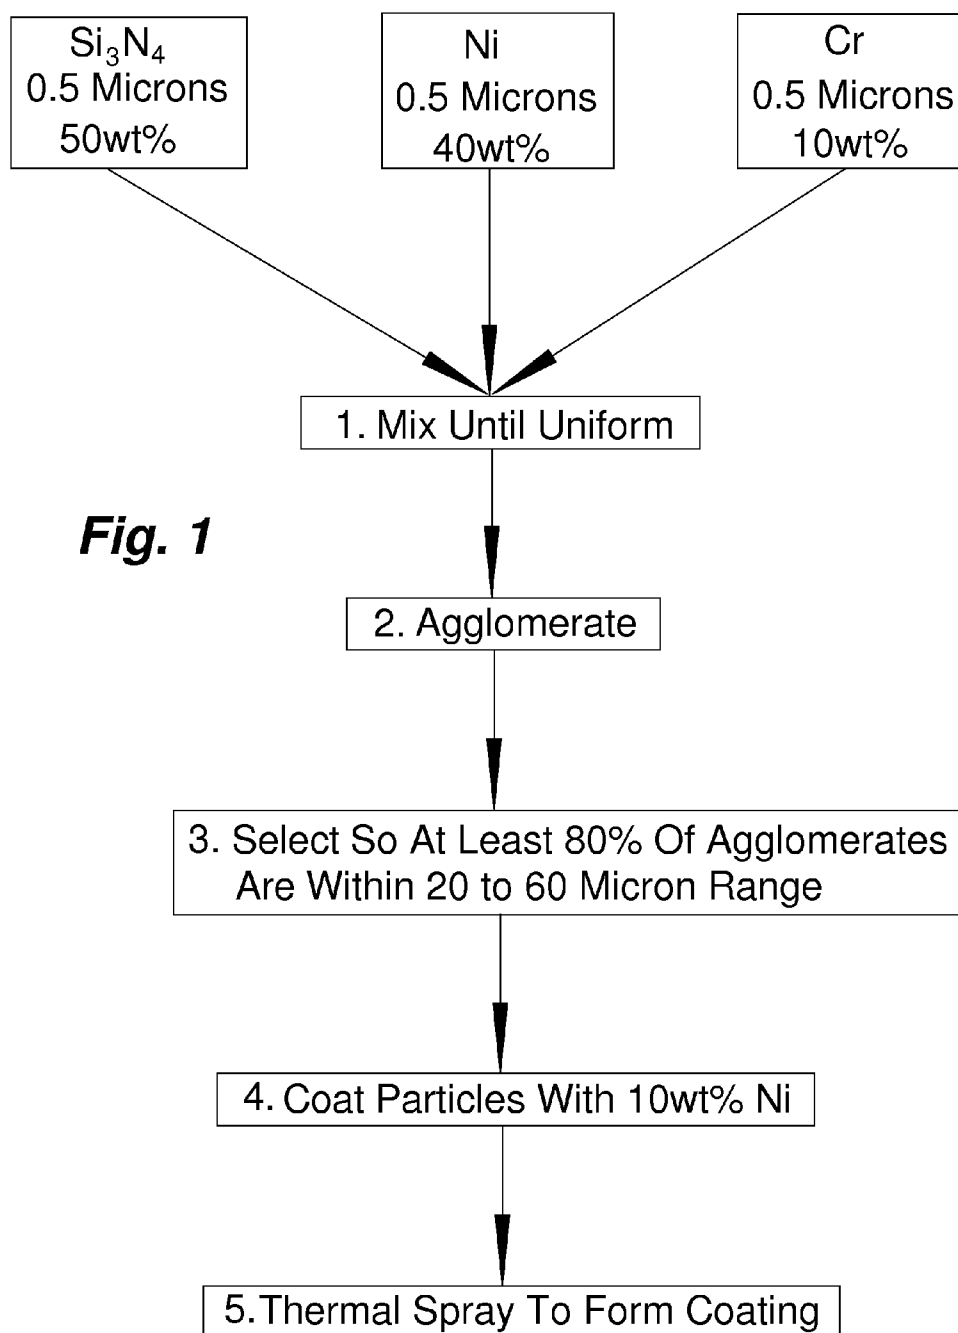 Si₃N₄
0.5 Microns
50wt%
Ni
0.5 Microns
40wt%
Cr
0.5 Microns
10wt%
1. Mix Until Uniform
Fig. 1
2. Agglomerate
3. Select So At Least 80% Of Agglomerates
Are Within 20 to 60 Micron Range
4. Coat Particles With 10wt% Ni
5.Thermal Spray To Form Coating